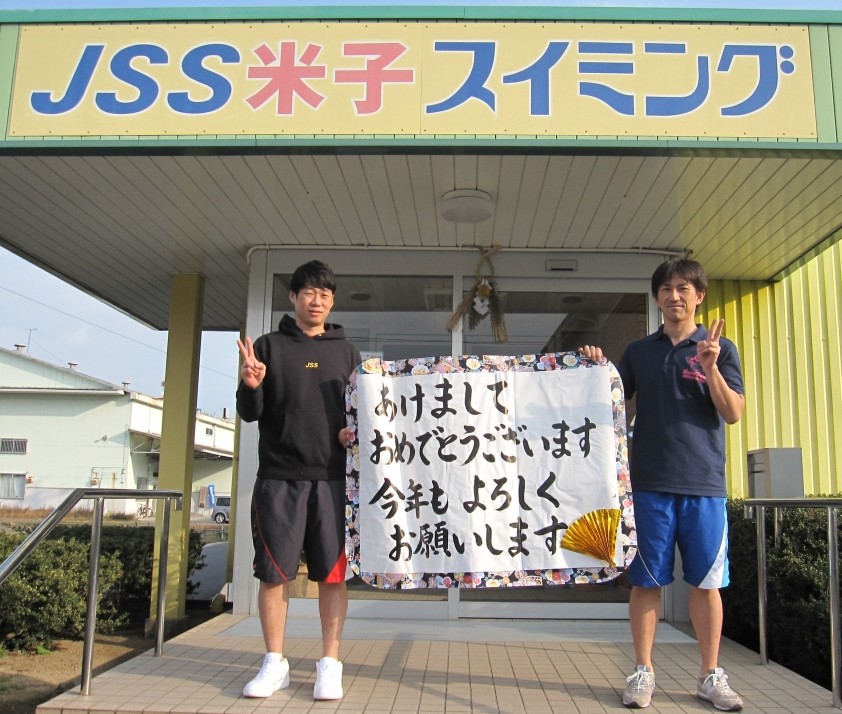 JSS米子スイミング
JSS
あけまして
おめでとうございます
今年もよろしく
お願いします